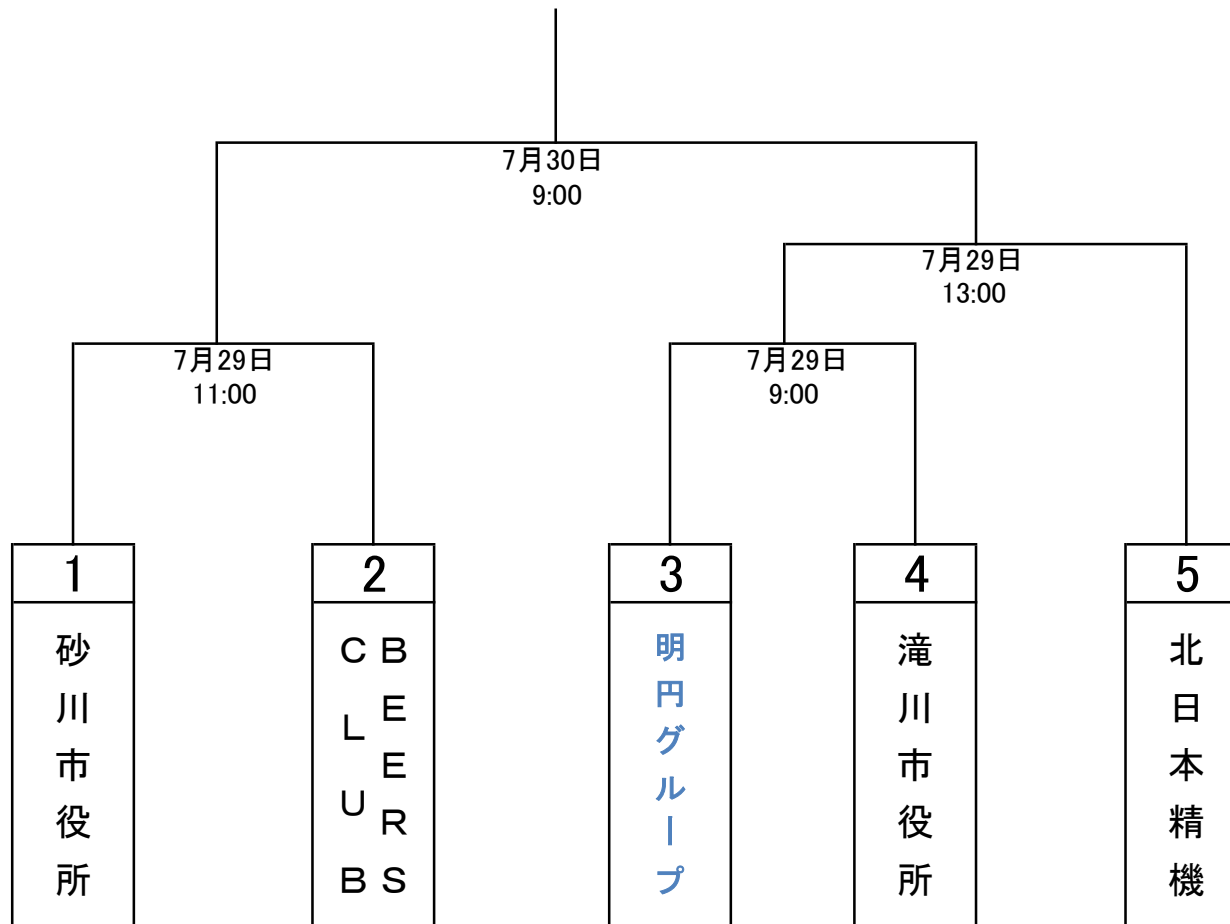 7月30日
9:00
7月29日
13:00
7月29日
11:00
7月29日
9:00
1
2
3
4
5
砂川市役所
BEERS
CLUB
明円グループ
滝川市役所
北日本精機